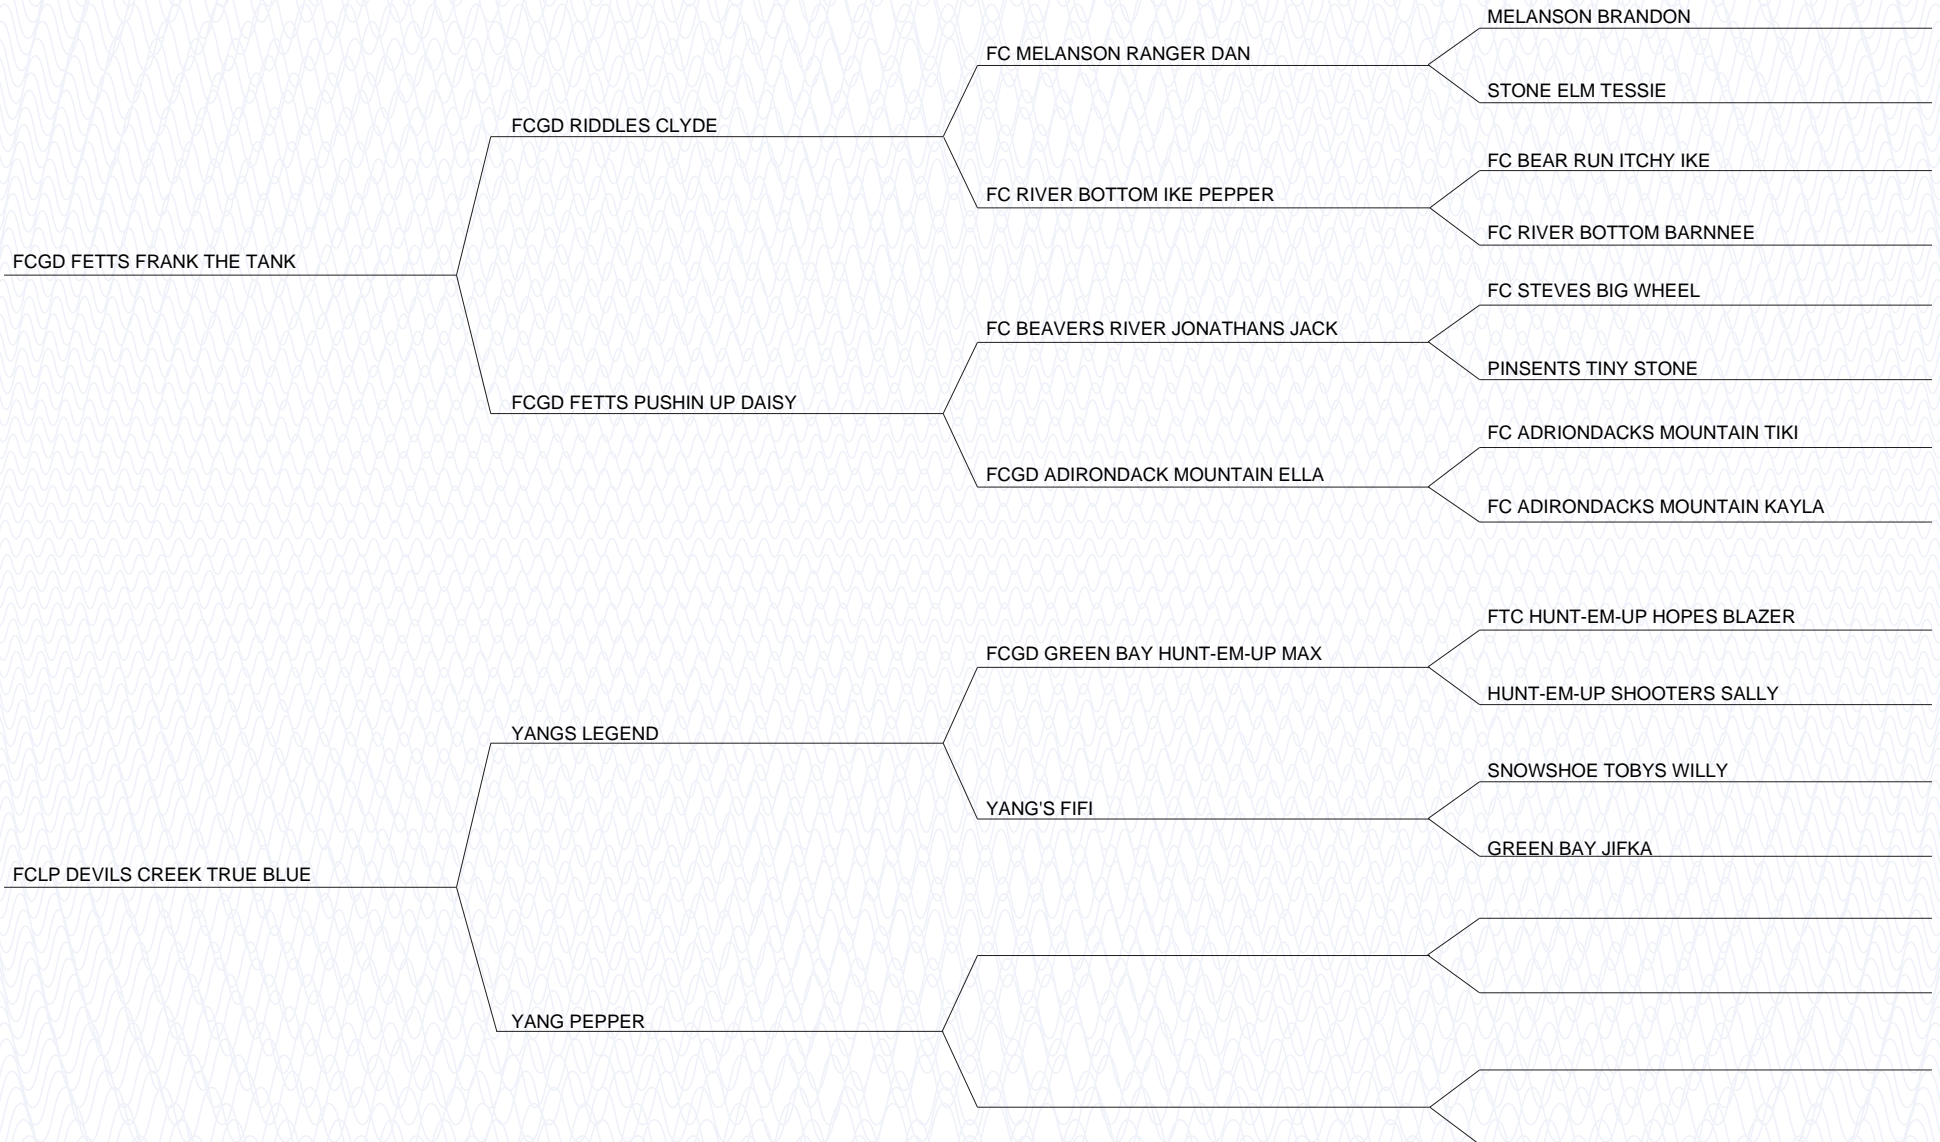 MELANSON BRANDON
FC MELANSON RANGER DAN
STONE ELM TESSIE
FCGD RIDDLES CLYDE
FC BEAR RUN ITCHY IKE
FC RIVER BOTTOM IKE PEPPER
FC RIVER BOTTOM BARNNEE
FCGD FETTS FRANK THE TANK
FC STEVES BIG WHEEL
FC BEAVERS RIVER JONATHANS JACK
PINSENTS TINY STONE
FCGD FETTS PUSHIN UP DAISY
FC ADRIONDACKS MOUNTAIN TIKI
FCGD ADIRONDACK MOUNTAIN ELLA
FC ADIRONDACKS MOUNTAIN KAYLA
FTC HUNT-EM-UP HOPES BLAZER
FCGD GREEN BAY HUNT-EM-UP MAX
HUNT-EM-UP SHOOTERS SALLY
YANGS LEGEND
SNOWSHOE TOBYS WILLY
YANG'S FIFI
GREEN BAY JIFKA
FCLP DEVILS CREEK TRUE BLUE
YANG PEPPER